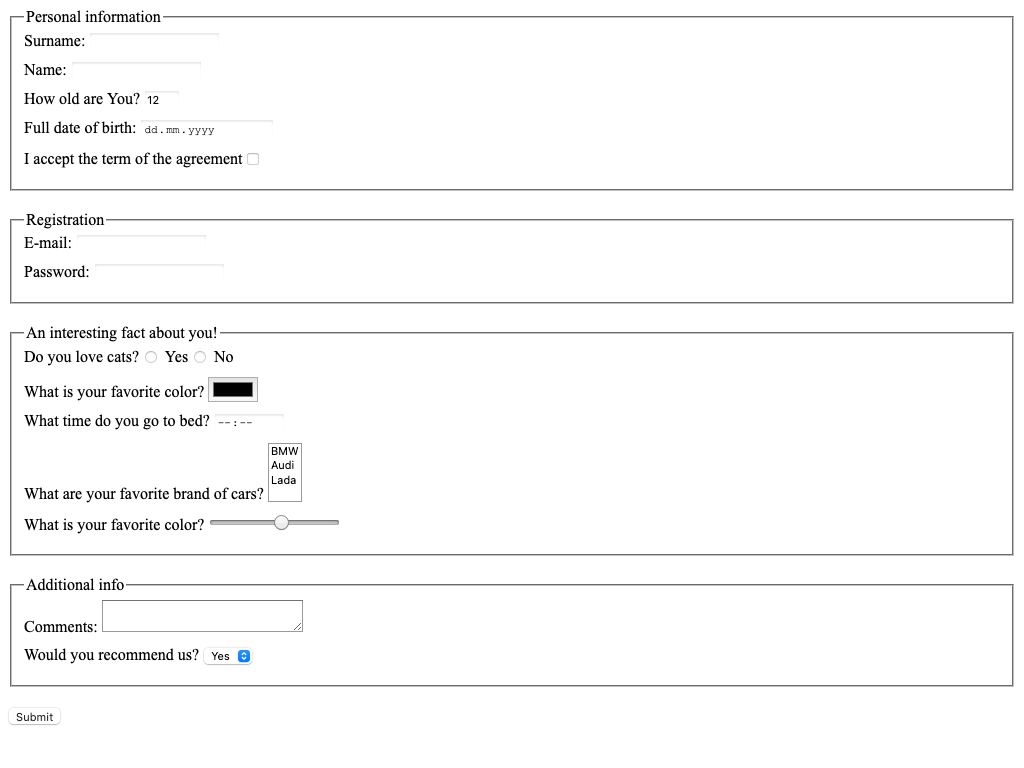 Personal information
Surname:
Name:
How old are You? 12
Full date of birth: dd.mm.yyyy
I accept the term of the agreement
Registration
E-mail:
Password:
An interesting fact about you!
Do you love cats? Yes No
What is your favorite color?
What time do you go to bed? --:--
BMW
Audi
Lada
What are your favorite brand of cars?
What is your favorite color?
Additional info
Comments:
Would you recommend us? Yes
Submit